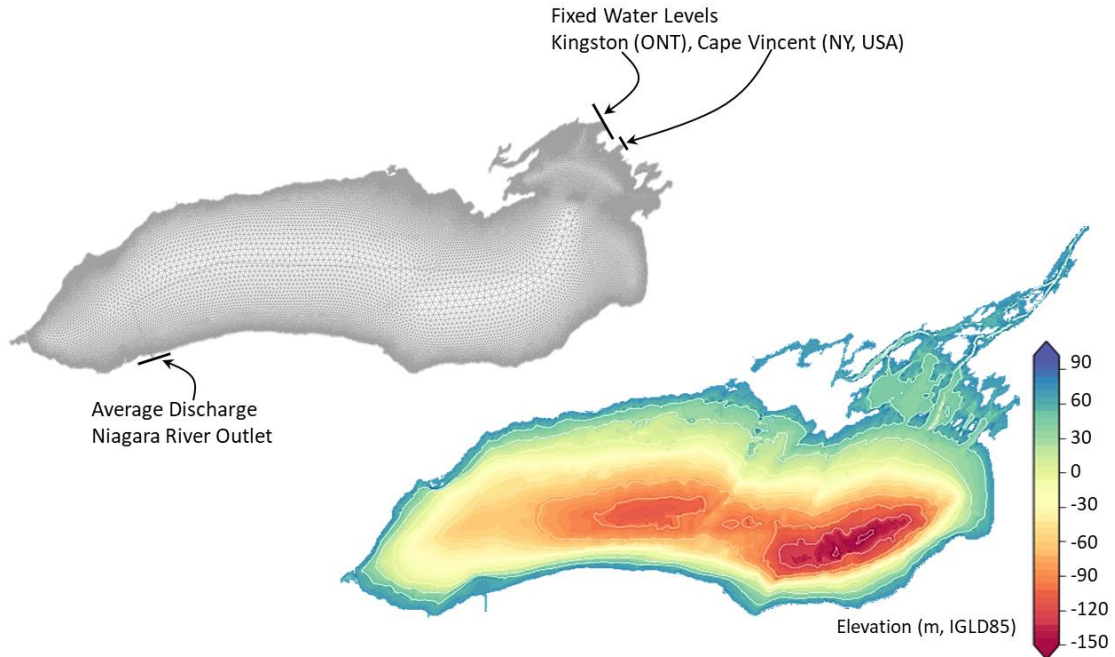 Fixed Water Levels
Kingston (ONT), Cape Vincent (NY, USA)
Average Discharge
Niagara River Outlet
90
60
30
0
-30
-60
-90
-120
-150
Elevation (m, IGLD85)